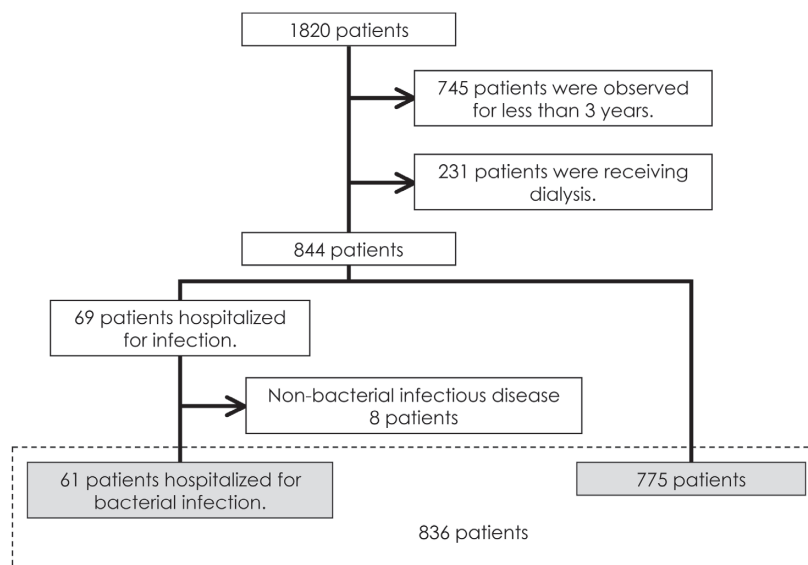 1820 patients
745 patients were observed
for less than 3 years.
231 patients were receiving
dialysis.
844 patients
69 patients hospitalized
for infection.
Non-bacterial infectious disease
8 patients
61 patients hospitalized for
bacterial infection.
775 patients
836 patients